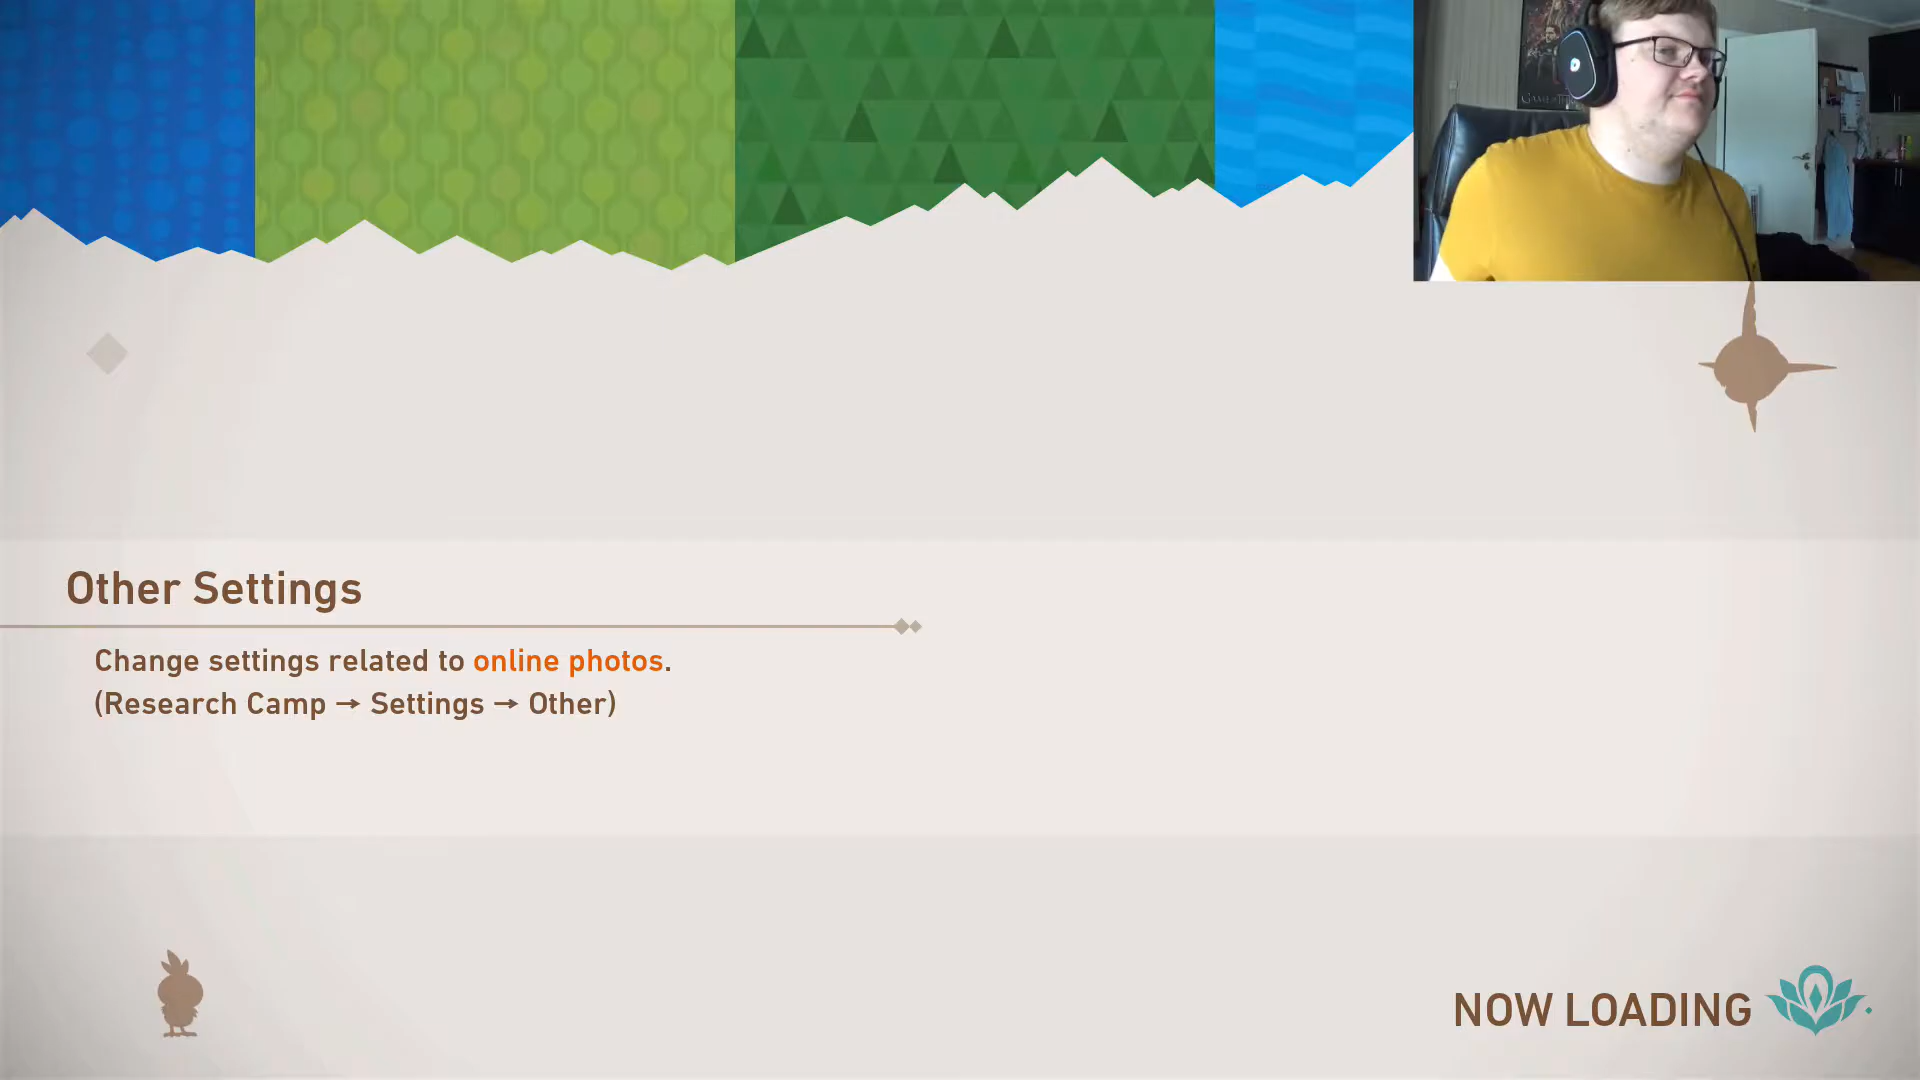 Other Settings
Change settings related to online photos.
(Research Camp → Settings → Other)
NOW LOADING